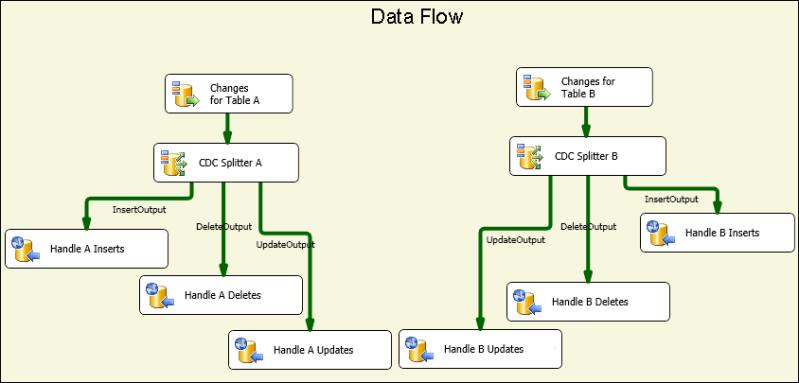 Data Flow
Changes
for Table A
CDC Splitter A
InsertOutput
DeleteOutput
UpdateOutput
Handle A Inserts
Handle A Deletes
Handle A Updates
Changes for
Table B
CDC Splitter B
InsertOutput
UpdateOutput
DeleteOutput
Handle B Inserts
Handle B Deletes
Handle B Updates